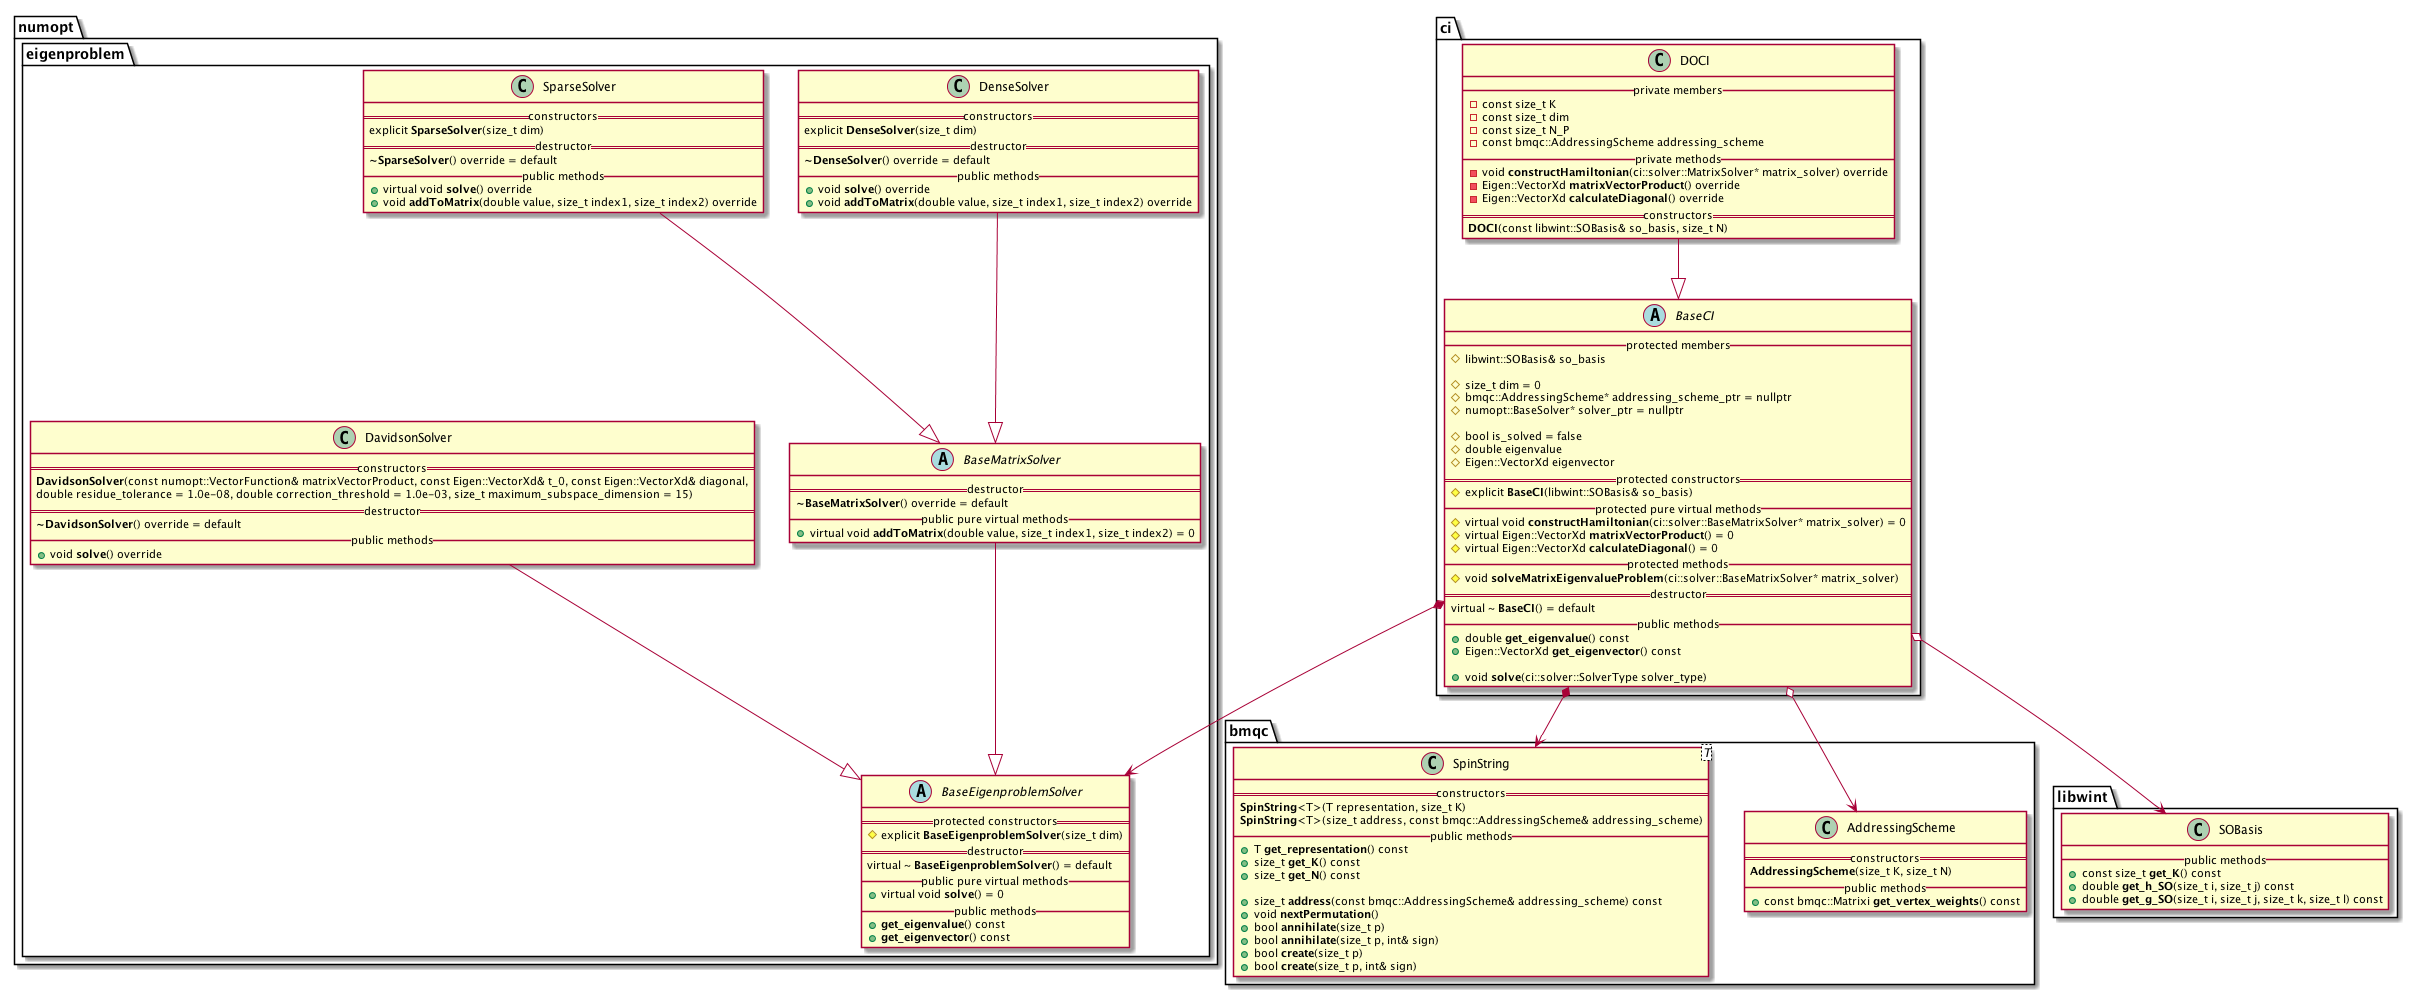 numopt
eigenproblem
SparseSolver
constructors
explicit SparseSolver(size_t dim)
destructor
~SparseSolver() override = default
public methods
virtual void solve() override
void addToMatrix(double value, size_t index1, size_t index2) override
DenseSolver
constructors
explicit DenseSolver(size_t dim)
destructor
~DenseSolver() override = default
public methods
void solve() override
void addToMatrix(double value, size_t index1, size_t index2) override
DavidsonSolver
constructors
DavidsonSolver(const numopt::VectorFunction& matrixVectorProduct, const Eigen::VectorXd& t_0, const Eigen::VectorXd& diagonal,
double residue_tolerance = 1.0e-08, double correction_threshold = 1.0e-03, size_t maximum_subspace_dimension = 15)
destructor
~DavidsonSolver() override = default
public methods
void solve() override
BaseMatrixSolver
destructor
~BaseMatrixSolver() override = default
public pure virtual methods
virtual void addToMatrix(double value, size_t index1, size_t index2) = 0
BaseEigenproblemSolver
protected constructors
explicit BaseEigenproblemSolver(size_t dim)
destructor
virtual ~ BaseEigenproblemSolver() = default
public pure virtual methods
virtual void solve() = 0
public methods
get_eigenvalue() const
get_eigenvector() const
ci
DOCI
private members
const size_t K
const size_t dim
const size_t N_P
const bmqc::AddressingScheme addressing_scheme
private methods
void constructHamiltonian(ci::solver::MatrixSolver* matrix_solver) override
Eigen::VectorXd matrixVectorProduct() override
Eigen::VectorXd calculateDiagonal() override
constructors
DOCI(const libwint::SOBasis& so_basis, size_t N)
BaseCI
protected members
libwint::SOBasis& so_basis
size_t dim = 0
bmqc::AddressingScheme* addressing_scheme_ptr = nullptr
numopt::BaseSolver* solver_ptr = nullptr
bool is_solved = false
double eigenvalue
Eigen::VectorXd eigenvector
protected constructors
explicit BaseCI(libwint::SOBasis& so_basis)
protected pure virtual methods
virtual void constructHamiltonian(ci::solver::BaseMatrixSolver* matrix_solver) = 0
virtual Eigen::VectorXd matrixVectorProduct() = 0
virtual Eigen::VectorXd calculateDiagonal() = 0
protected methods
void solveMatrixEigenvalueProblem(ci::solver::BaseMatrixSolver* matrix_solver)
destructor
virtual ~ BaseCI() = default
public methods
double get_eigenvalue() const
Eigen::VectorXd get_eigenvector() const
void solve(ci::solver::SolverType solver_type)
bmqc
SpinString
T
constructors
SpinString<T>(T representation, size_t K)
SpinString<T>(size_t address, const bmqc::AddressingScheme& addressing_scheme)
public methods
T get_representation() const
size_t get_K() const
size_t get_N() const
size_t address(const bmqc::AddressingScheme& addressing_scheme) const
void nextPermutation()
bool annihilate(size_t p)
bool annihilate(size_t p, int& sign)
bool create(size_t p)
bool create(size_t p, int& sign)
AddressingScheme
constructors
AddressingScheme(size_t K, size_t N)
public methods
const bmqc::Matrixi get_vertex_weights() const
libwint
SOBasis
public methods
const size_t get_K() const
double get_h_SO(size_t i, size_t j) const
double get_g_SO(size_t i, size_t j, size_t k, size_t l) const